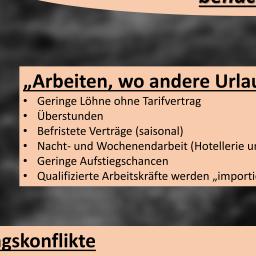 „Arbeiten, wo andere Urlau
• Geringe Löhne ohne Tarifvertrag
• Überstunden
• Befristete Verträge (saisonal)
• Nacht- und Wochenendarbeit (Hotellerie un
• Geringe Aufstiegschancen
• Qualifizierte Arbeitskräfte werden „importie
gskonflikte